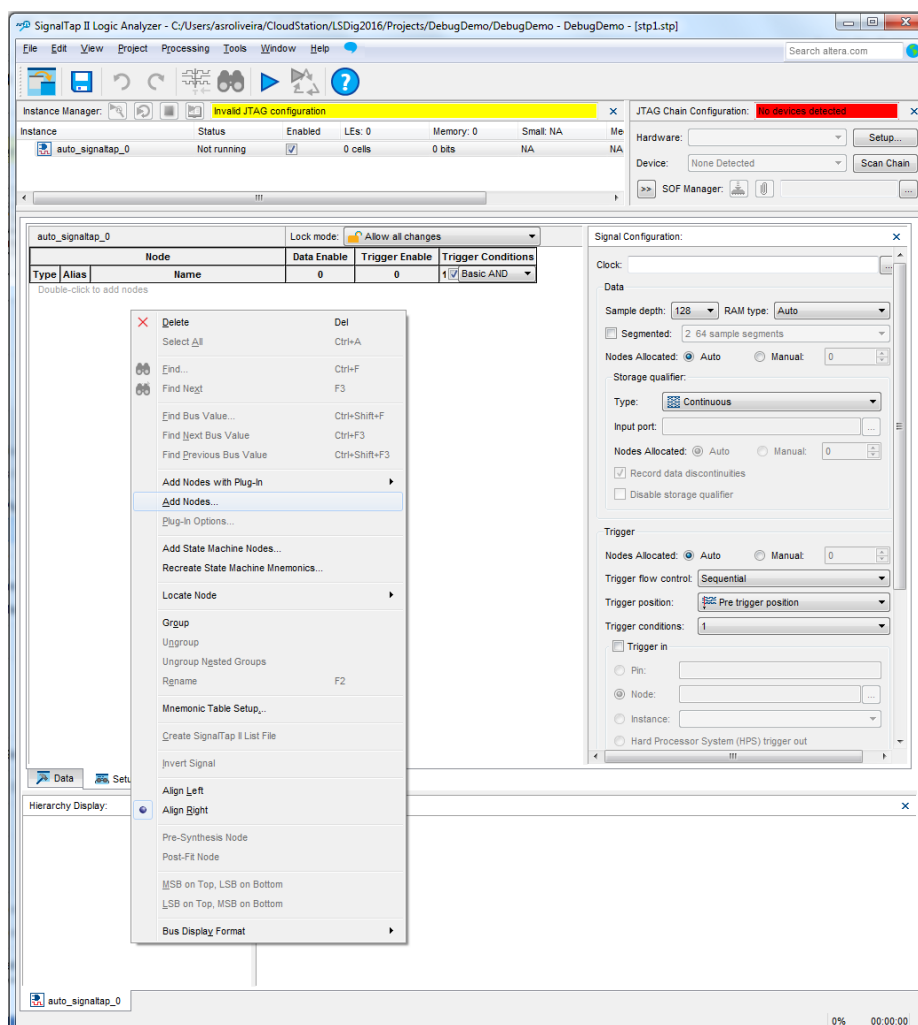 SignalTap II Logic Analyzer - C:/Users/asroliveira/CloudStation/LSDig2016/Projects/DebugDemo/DebugDemo - DebugDemo - [stp1.stp]
File Edit View Project Processing Tools Window Help
Search altera.com
Instance Manager: Invalid JTAG configuration
Instance Status Enabled LEs: 0 Memory: 0 Small: NA Me
auto_signaltap_0 Not running 0 cells 0 bits NA NA
JTAG Chain Configuration: No devices detected
Hardware: Setup...
Device: None Detected Scan Chain
>> SOF Manager: ...
auto_signaltap_0 Lock mode: Allow all changes
Node Data Enable Trigger Enable Trigger Conditions
Type Alias Name 0 0 1 Basic AND
Double-click to add nodes
Delete Del
Select All Ctrl+A
Find... Ctrl+F
Find Next F3
Find Bus Value... Ctrl+Shift+F
Find Next Bus Value Ctrl+F3
Find Previous Bus Value Ctrl+Shift+F3
Add Nodes with Plug-In
Add Nodes...
Plug-In Options...
Add State Machine Nodes...
Recreate State Machine Mnemonics...
Locate Node
Group
Ungroup
Ungroup Nested Groups
Rename F2
Mnemonic Table Setup...
Create SignalTap II List File
Invert Signal
Align Left
Align Right
Pre-Synthesis Node
Post-Fit Node
MSB on Top, LSB on Bottom
LSB on Top, MSB on Bottom
Bus Display Format
Signal Configuration:
Clock: ...
Data
Sample depth: 128 RAM type: Auto
Segmented: 2 64 sample segments
Nodes Allocated: Auto Manual: 0
Storage qualifier:
Type: Continuous
Input port: ...
Nodes Allocated: Auto Manual: 0
Record data discontinuities
Disable storage qualifier
Trigger
Nodes Allocated: Auto Manual: 0
Trigger flow control: Sequential
Trigger position: Pre trigger position
Trigger conditions: 1
Trigger in
Pin:
Node: ...
Instance:
Hard Processor System (HPS) trigger out
Data Setu
Hierarchy Display:
auto_signaltap_0
0% 00:00:00